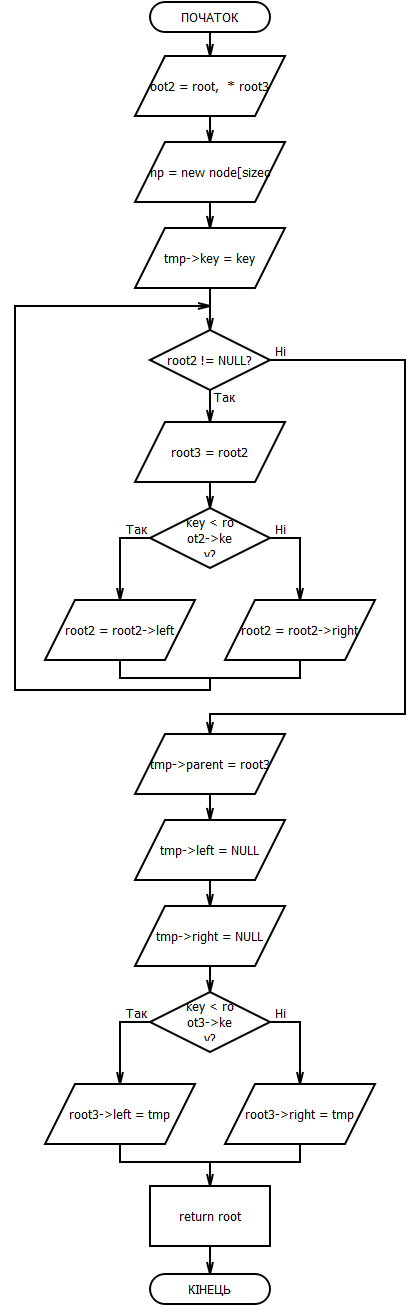 ПОЧАТОК
root2 = root, * root3
= new node[sizeo
tmp->key = key
root2 != NULL?
Ні
Так
root3 = root2
Так
key < ro
ot2->ke
y?
Ні
root2 = root2->left
root2 = root2->right
tmp->parent = root3
tmp->left = NULL
tmp->right = NULL
Так
key < ro
ot3->ke
y?
Ні
root3->left = tmp
root3->right = tmp
return root
КІНЕЦЬ